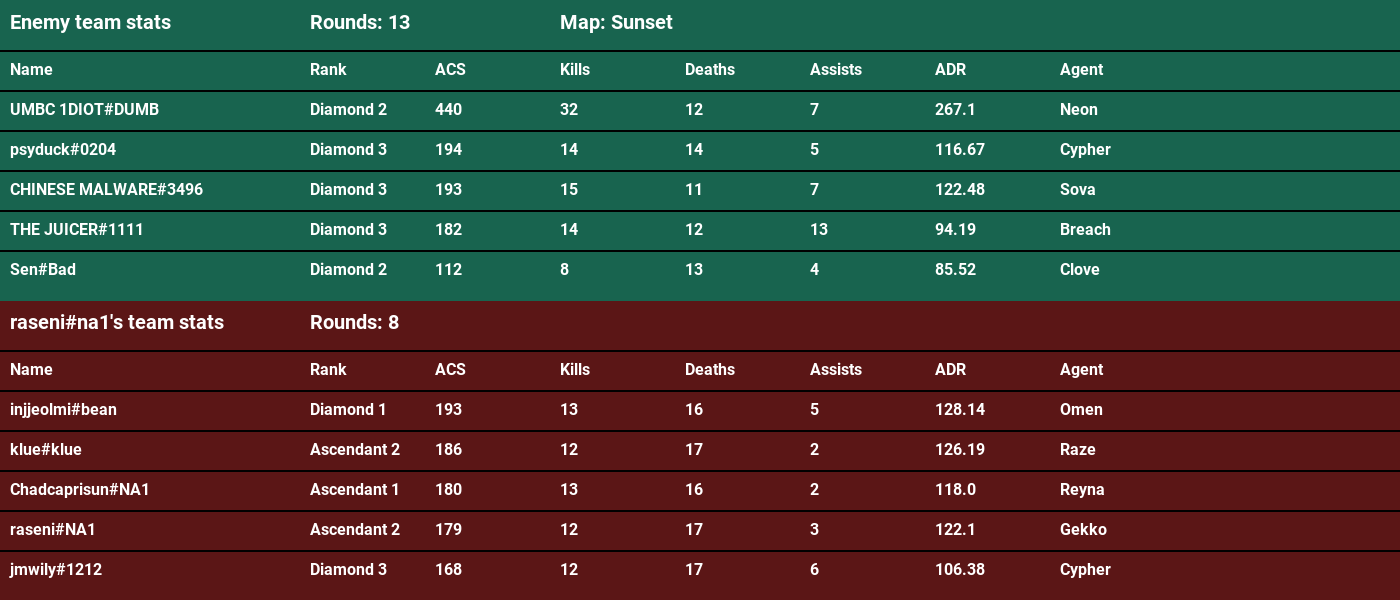 Enemy team stats Rounds: 13 Map: Sunset
Name Rank ACS Kills Deaths Assists ADR Agent
UMBC 1DIOT#DUMB Diamond 2 440 32 12 7 267.1 Neon
psyduck#0204 Diamond 3 194 14 14 5 116.67 Cypher
CHINESE MALWARE#3496 Diamond 3 193 15 11 7 122.48 Sova
THE JUICER#1111 Diamond 3 182 14 12 13 94.19 Breach
Sen#Bad Diamond 2 112 8 13 4 85.52 Clove
raseni#na1's team stats Rounds: 8
Name Rank ACS Kills Deaths Assists ADR Agent
injjeolmi#bean Diamond 1 193 13 16 5 128.14 Omen
klue#klue Ascendant 2 186 12 17 2 126.19 Raze
Chadcaprisun#NA1 Ascendant 1 180 13 16 2 118.0 Reyna
raseni#NA1 Ascendant 2 179 12 17 3 122.1 Gekko
jmwily#1212 Diamond 3 168 12 17 6 106.38 Cypher